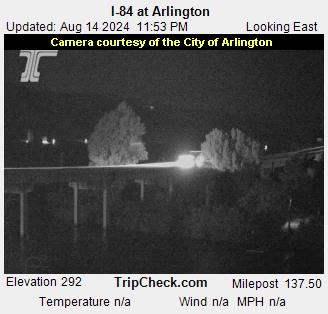 I-84 at Arlington
Updated: Aug 14 2024 11:53 PM Looking East
Camera courtesy of the City of Arlington
Elevation 292 TripCheck.com Milepost 137.50
Temperature n/a Wind n/a MPH n/a